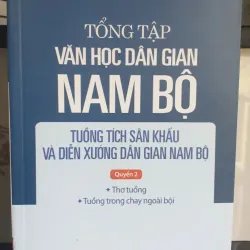 TỔNG TẬP
VĂN HỌC DÂN GIAN
NAM BỘ
TUỒNG TÍCH SÂN KHẤU
VÀ DIỄN XƯỚNG DÂN GIAN NAM BỘ
Quyển 2
• Thơ tuồng
• Tuồng trong chay ngoài bội